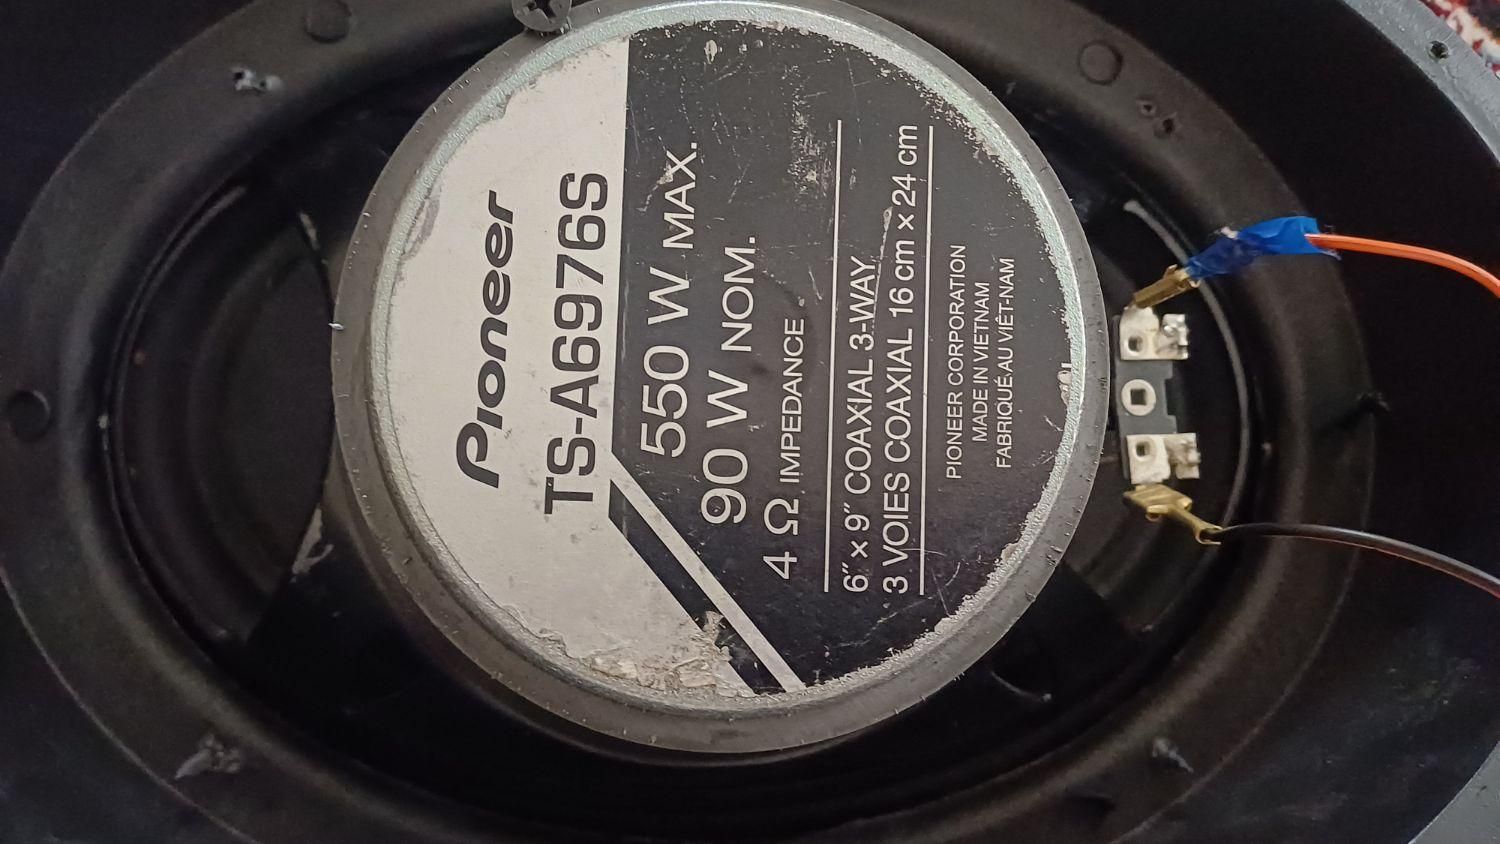 Pioneer
TS-A6976S
550 W MAX.
90 W NOM.
4 Ω IMPEDANCE
6″ × 9″ COAXIAL 3-WAY
3 VOIES COAXIAL 16 cm × 24 cm
PIONEER CORPORATION
MADE IN VIETNAM
FABRIQUÉ AU VIÊT-NAM